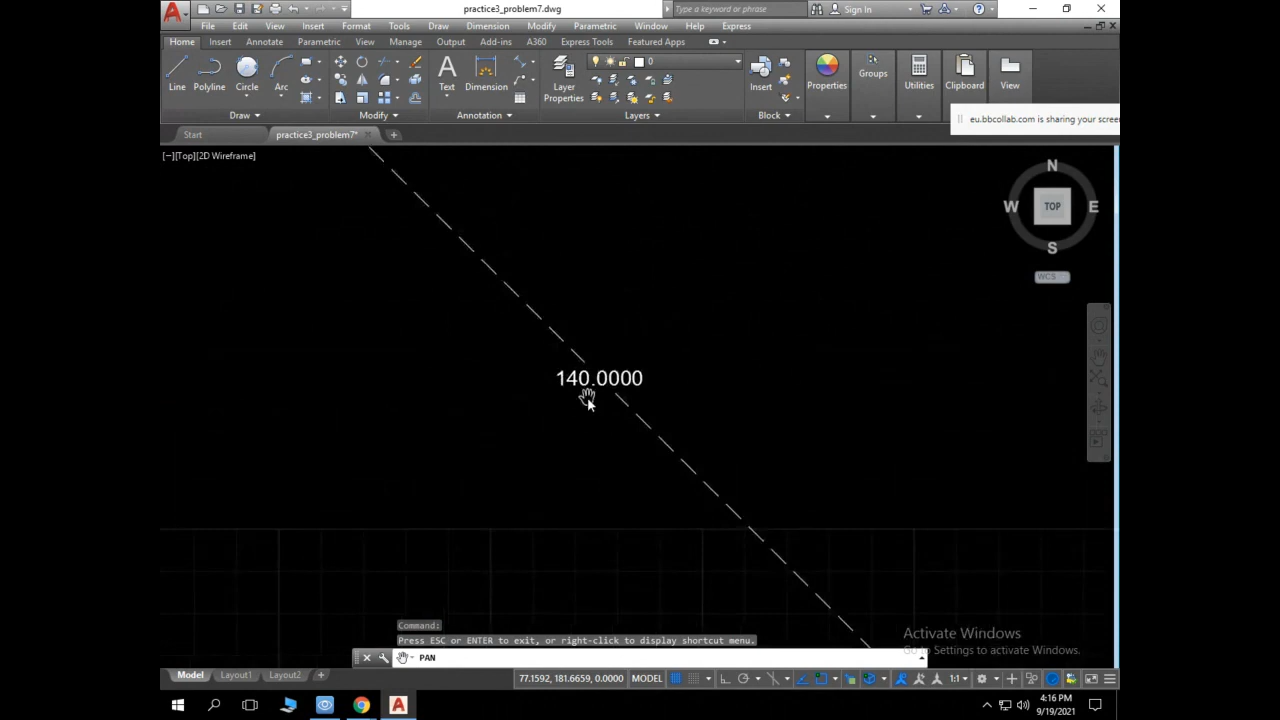 practice3_problem7.dwg
Type a keyword or phrase
Sign In
File Edit View Insert Format Tools Draw Dimension Modify Parametric Window Help Express
Home Insert Annotate Parametric View Manage Output Add-ins A360 Express Tools Featured Apps
Line Polyline Circle Arc
Text Dimension
Layer Properties
0
Insert
Properties
Groups
Utilities
Clipboard
View
Draw Modify Annotation Layers Block
eu.bbcollab.com is sharing your scree
Start practice3_problem7*
[−][Top][2D Wireframe]
N
W TOP E
S
WCS
140.0000
Command:
Press ESC or ENTER to exit, or right-click to display shortcut menu.
PAN
Activate Windows
Go to Settings to activate Windows.
Model Layout1 Layout2 +
77.1592, 181.6659, 0.0000 MODEL
1:1
4:16 PM
9/19/2021